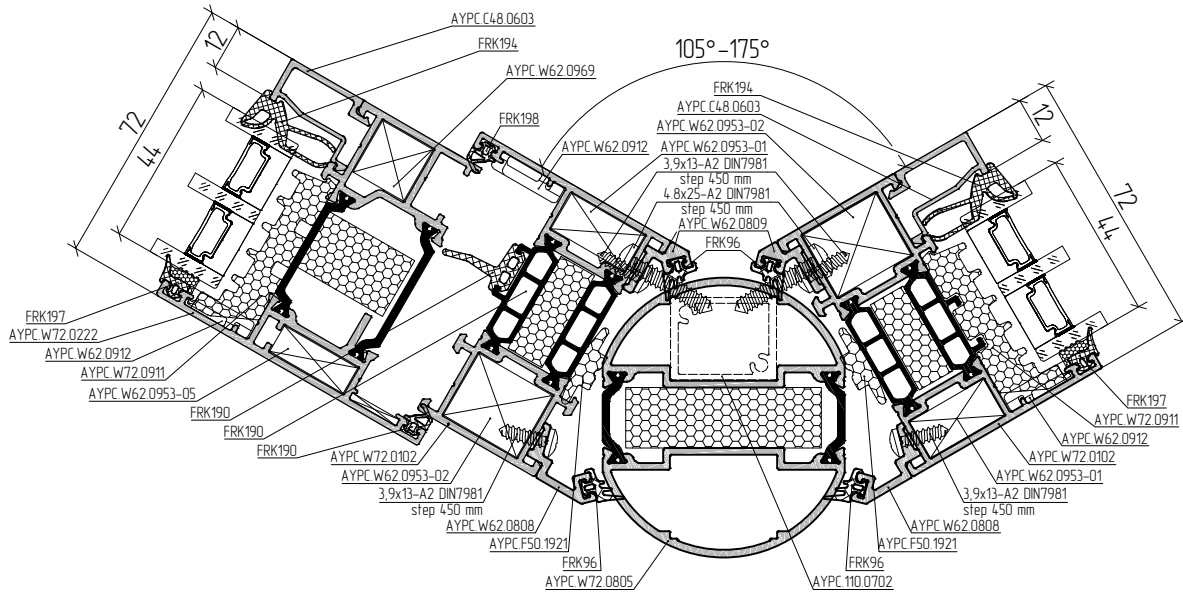 AYPC.C48.0603
12
FRK194
AYPC.W62.0969
72
44
FRK198
AYPC.W62.0912
105°-175°
FRK194
AYPC.C48.0603
AYPC.W62.0953-02
AYPC.W62.0953-01
3,9x13-A2 DIN7981
step 450 mm
4.8x25-A2 DIN7981
step 450 mm
AYPC.W62.0809
FRK96
12
72
44
FRK197
AYPC.W72.0222
AYPC.W62.0912
AYPC.W72.0911
AYPC.W62.0953-05
FRK190
FRK190
FRK190
AYPC.W72.0102
AYPC.W62.0953-02
3,9x13-A2 DIN7981
step 450 mm
AYPC.W62.0808
AYPC.F50.1921
FRK96
AYPC.W72.0805
FRK197
AYPC.W72.0911
AYPC.W62.0912
AYPC.W72.0102
AYPC.W62.0953-01
3,9x13-A2 DIN7981
step 450 mm
AYPC.W62.0808
AYPC.F50.1921
FRK96
AYPC.110.0702